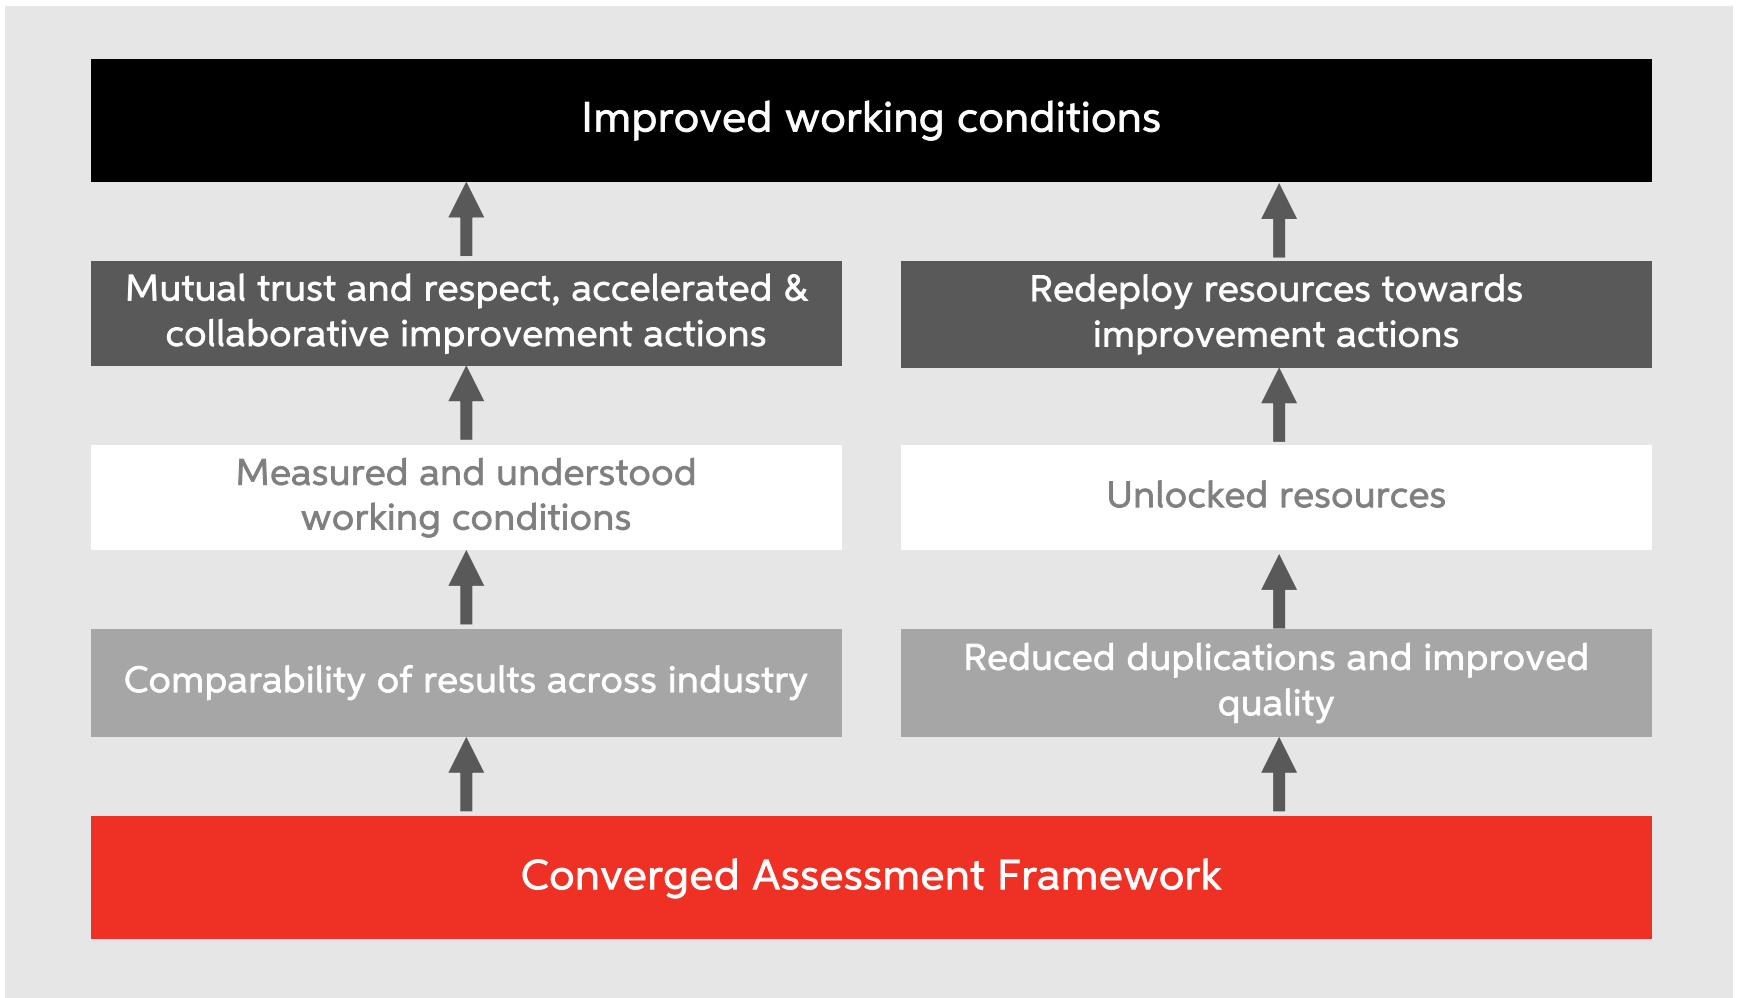 Improved working conditions
Mutual trust and respect, accelerated &
collaborative improvement actions
Redeploy resources towards
improvement actions
Measured and understood
working conditions
Unlocked resources
Comparability of results across industry
Reduced duplications and improved
quality
Converged Assessment Framework